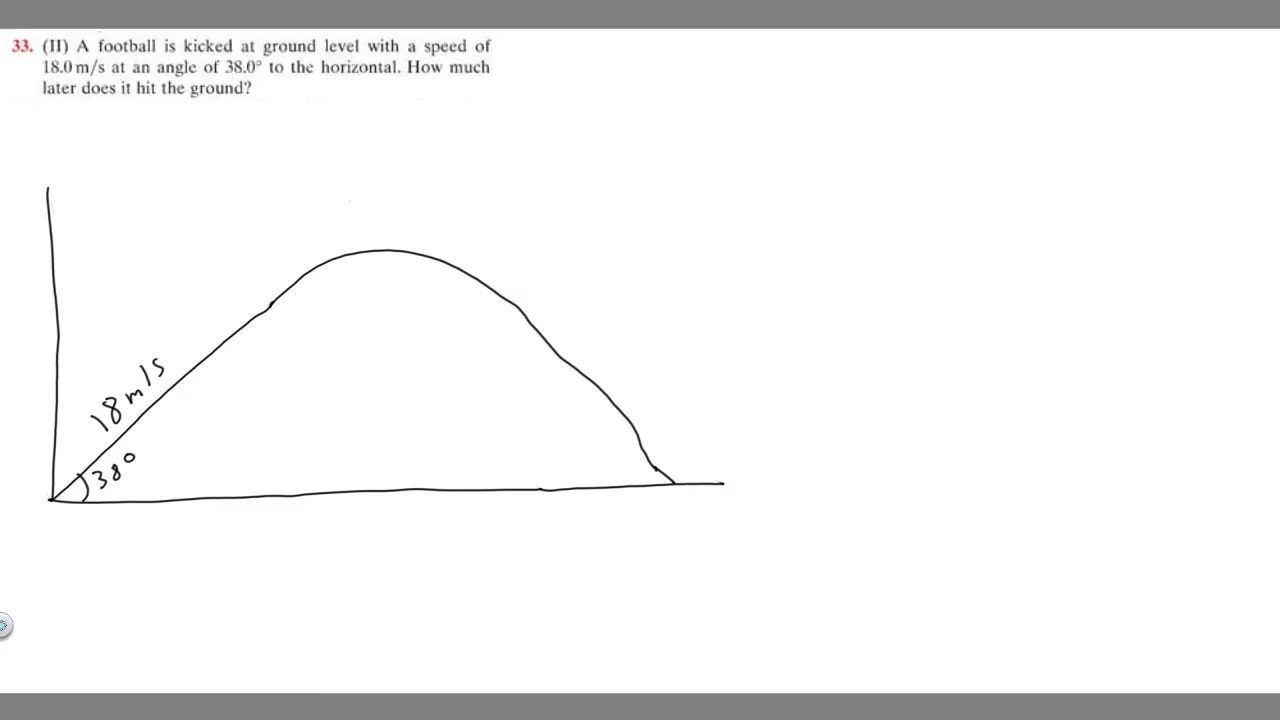 33. (II) A football is kicked at ground level with a speed of
18.0 m/s at an angle of 38.0° to the horizontal. How much
later does it hit the ground?
18 m/s
38°